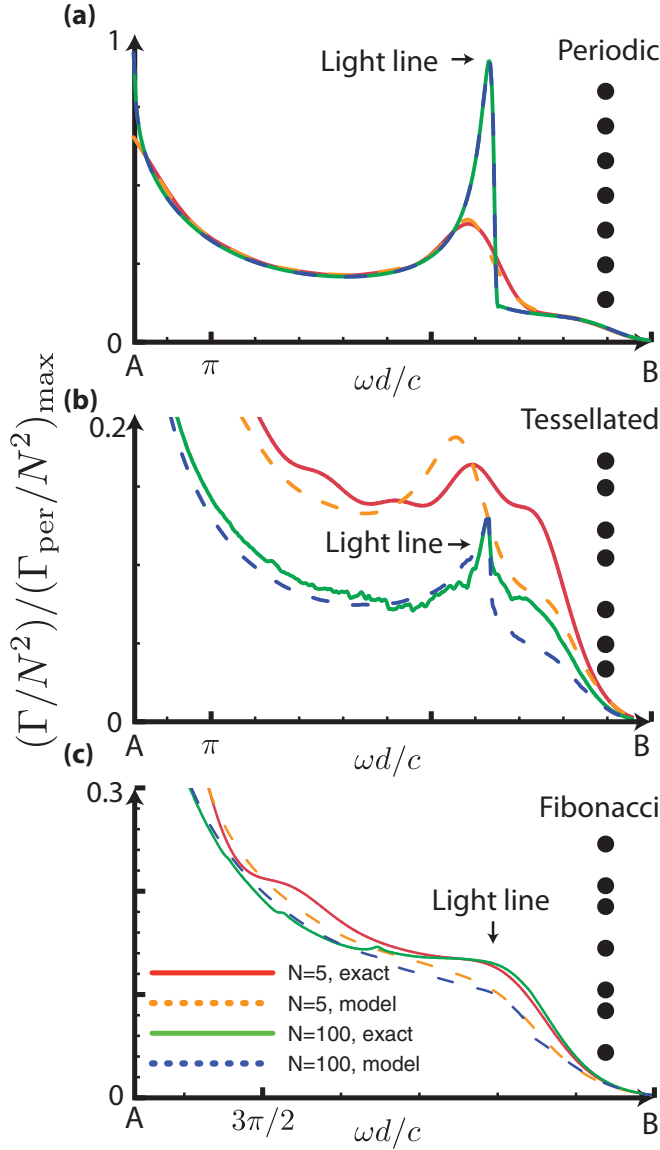 (a)
1
Light line
Periodic
0
A
π
ωd/c
B
(Γ/N²)/(Γper/N²)max
(b)
0.2
Tessellated
Light line
0
A
π
ωd/c
B
(c)
0.3
Fibonacci
Light line
N=5, exact
N=5, model
N=100, exact
N=100, model
0
A
3π/2
ωd/c
B